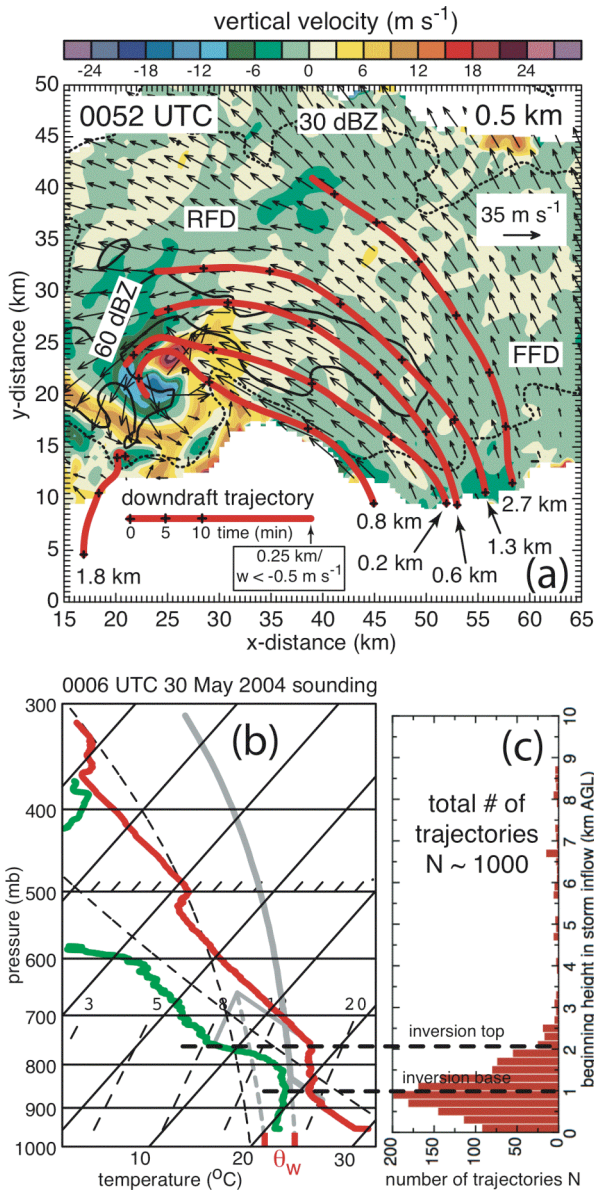 vertical velocity (m s-1)
-24 -18 -12 -6 0 6 12 18 24
0052 UTC
30 dBZ
0.5 km
RFD
35 m s-1
60 dBZ
FFD
downdraft trajectory
0 5 10 time (min)
0.25 km/
w < -0.5 m s-1
1.8 km
0.8 km
0.2 km
0.6 km
1.3 km
2.7 km
(a)
y-distance (km)
50
45
40
35
30
25
20
15
10
5
0
15 20 25 30 35 40 45 50 55 60 65
x-distance (km)
0006 UTC 30 May 2004 sounding
(b)
pressure (mb)
300
400
500
600
700
800
900
1000
3 5 8 20
10 20 30
temperature (oC)
θw
(c)
total # of
trajectories
N ~ 1000
inversion top
inversion base
10
9
8
7
6
5
4
3
2
1
0
beginning height in storm inflow (km AGL)
200 150 100 50 0
number of trajectories N